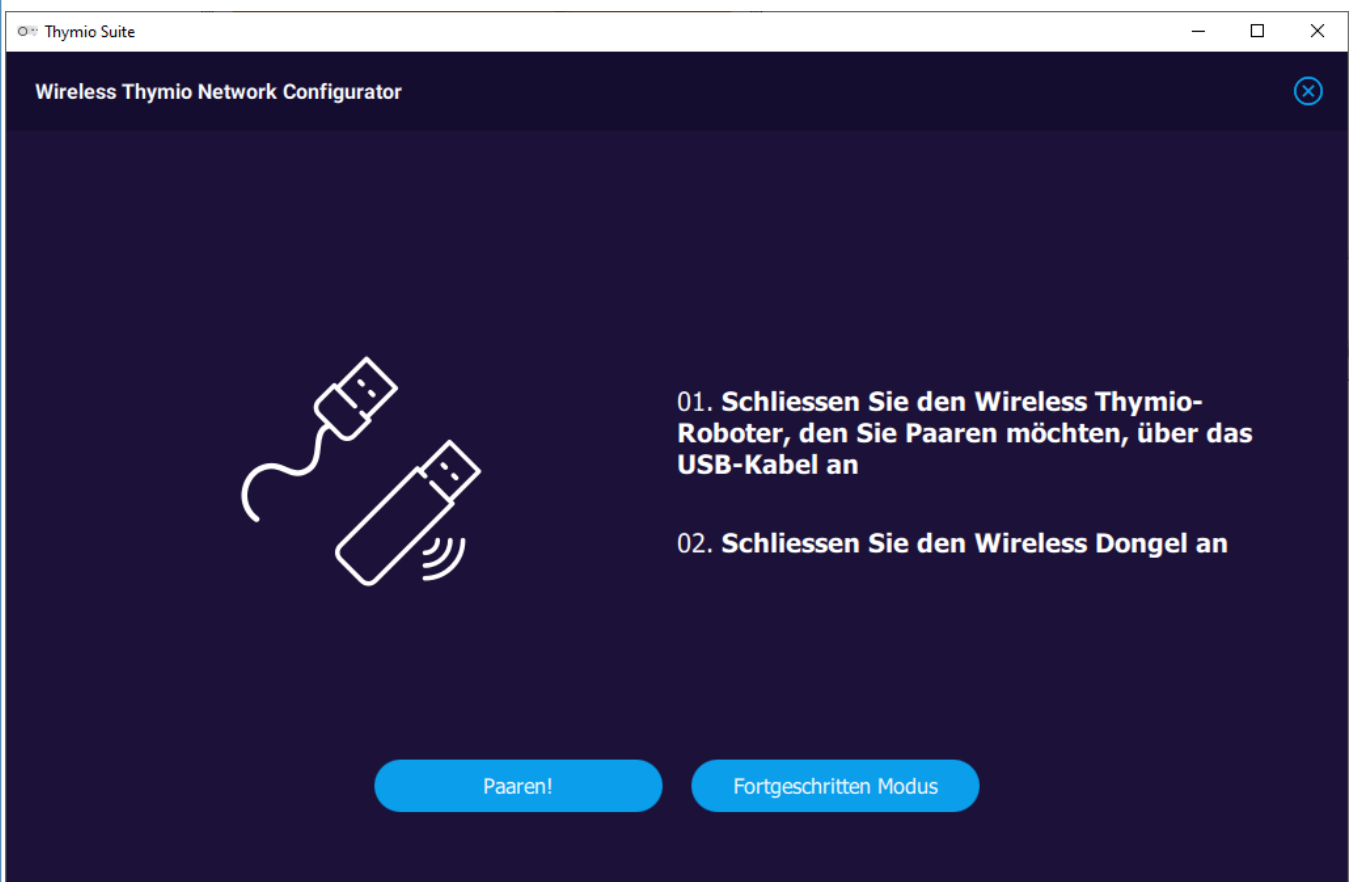 Thymio Suite
Wireless Thymio Network Configurator
01. Schliessen Sie den Wireless Thymio-
Roboter, den Sie Paaren möchten, über das
USB-Kabel an
02. Schliessen Sie den Wireless Dongel an
Paaren!
Fortgeschritten Modus